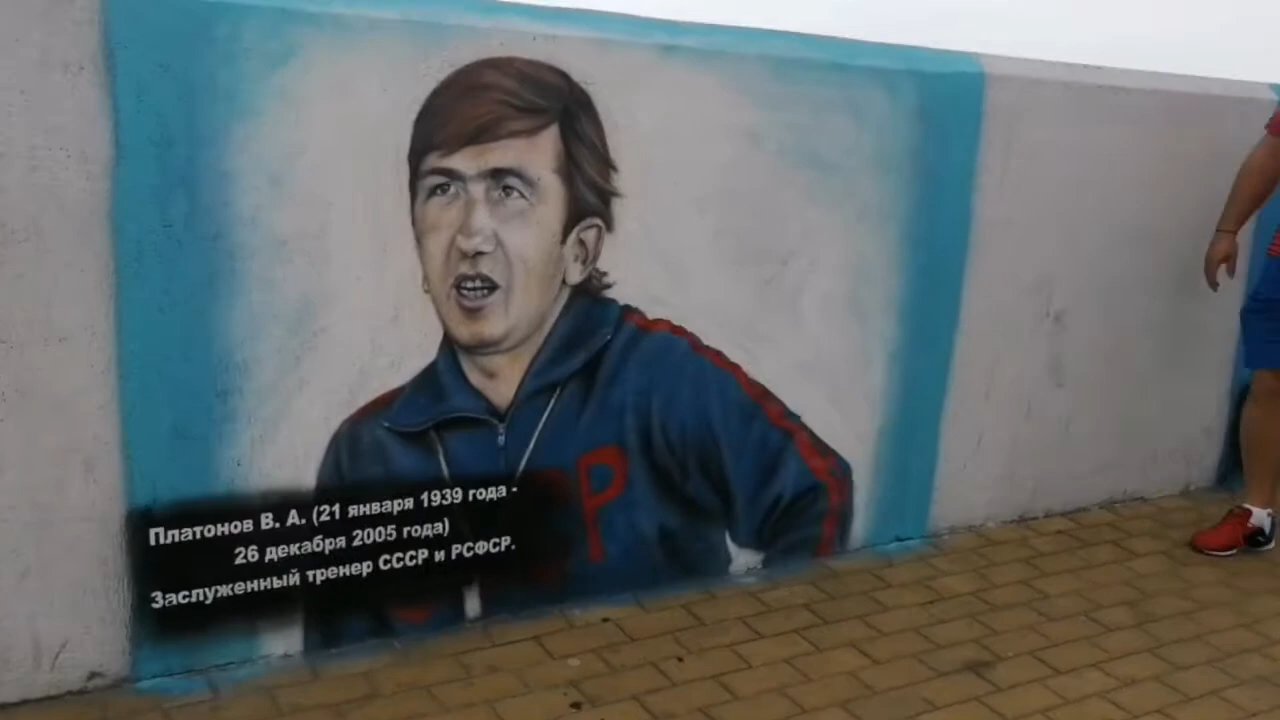 Платонов В. А. (21 января 1939 года -
26 декабря 2005 года)
Заслуженный тренер СССР и РСФСР.
Р